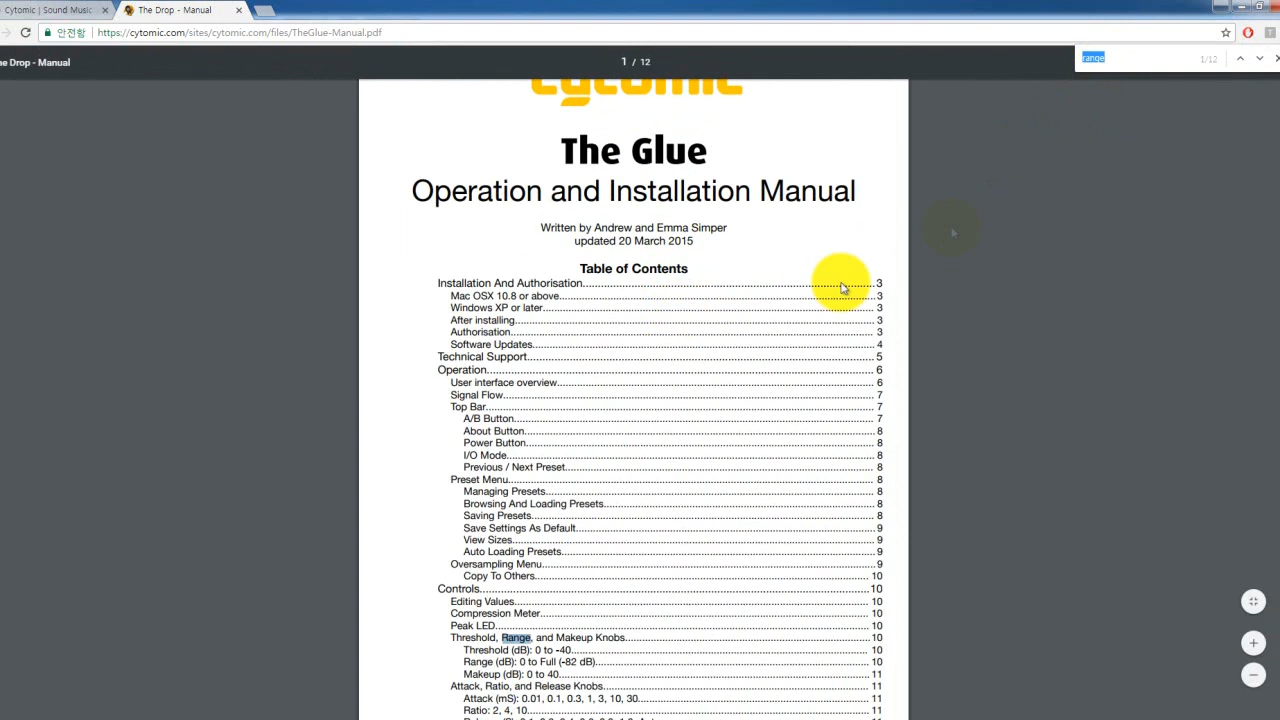 Cytomic | Sound Music
The Drop - Manual
안전함
https://cytomic.com/sites/cytomic.com/files/TheGlue-Manual.pdf
he Drop - Manual
1 / 12
range
1/12
cytomic
The Glue
Operation and Installation Manual
Written by Andrew and Emma Simper
updated 20 March 2015
Table of Contents
Installation And Authorisation 3
Mac OSX 10.8 or above 3
Windows XP or later 3
After installing 3
Authorisation 3
Software Updates 4
Technical Support 5
Operation 6
User interface overview 6
Signal Flow 7
Top Bar 7
A/B Button 7
About Button 8
Power Button 8
I/O Mode 8
Previous / Next Preset 8
Preset Menu 8
Managing Presets 8
Browsing And Loading Presets 8
Saving Presets 8
Save Settings As Default 9
View Sizes 9
Auto Loading Presets 9
Oversampling Menu 9
Copy To Others 10
Controls 10
Editing Values 10
Compression Meter 10
Peak LED 10
Threshold, Range, and Makeup Knobs 10
Threshold (dB): 0 to -40 10
Range (dB): 0 to Full (-82 dB) 10
Makeup (dB): 0 to 40 11
Attack, Ratio, and Release Knobs 11
Attack (mS): 0.01, 0.1, 0.3, 1, 3, 10, 30 11
Ratio: 2, 4, 10 11